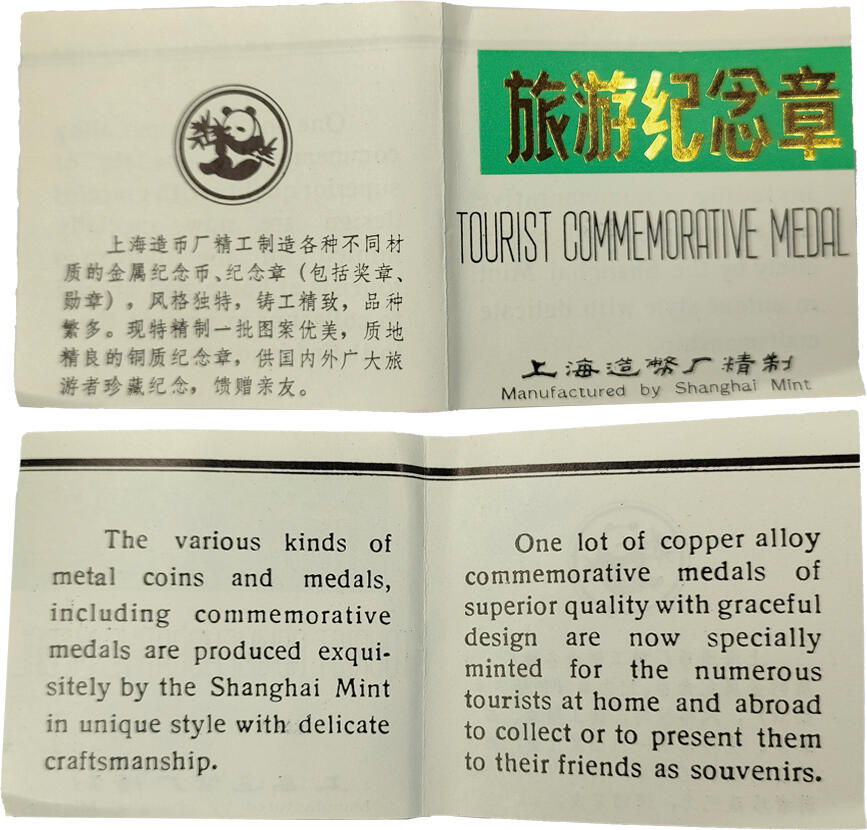 上海造币厂精工制造各种不同材
质的金属纪念币、纪念章（包括奖章、
勋章），风格独特，铸工精致，品种
繁多。现特精制一批图案优美，质地
精良的铜质纪念章，供国内外广大旅
游者珍藏纪念，馈赠亲友。
旅游纪念章
TOURIST COMMEMORATIVE MEDAL
上海造幣厂精制
Manufactured by Shanghai Mint
The various kinds of
metal coins and medals,
including commemorative
medals are produced exqui-
sitely by the Shanghai Mint
in unique style with delicate
craftsmanship.
One lot of copper alloy
commemorative medals of
superior quality with graceful
design are now specially
minted for the numerous
tourists at home and abroad
to collect or to present them
to their friends as souvenirs.